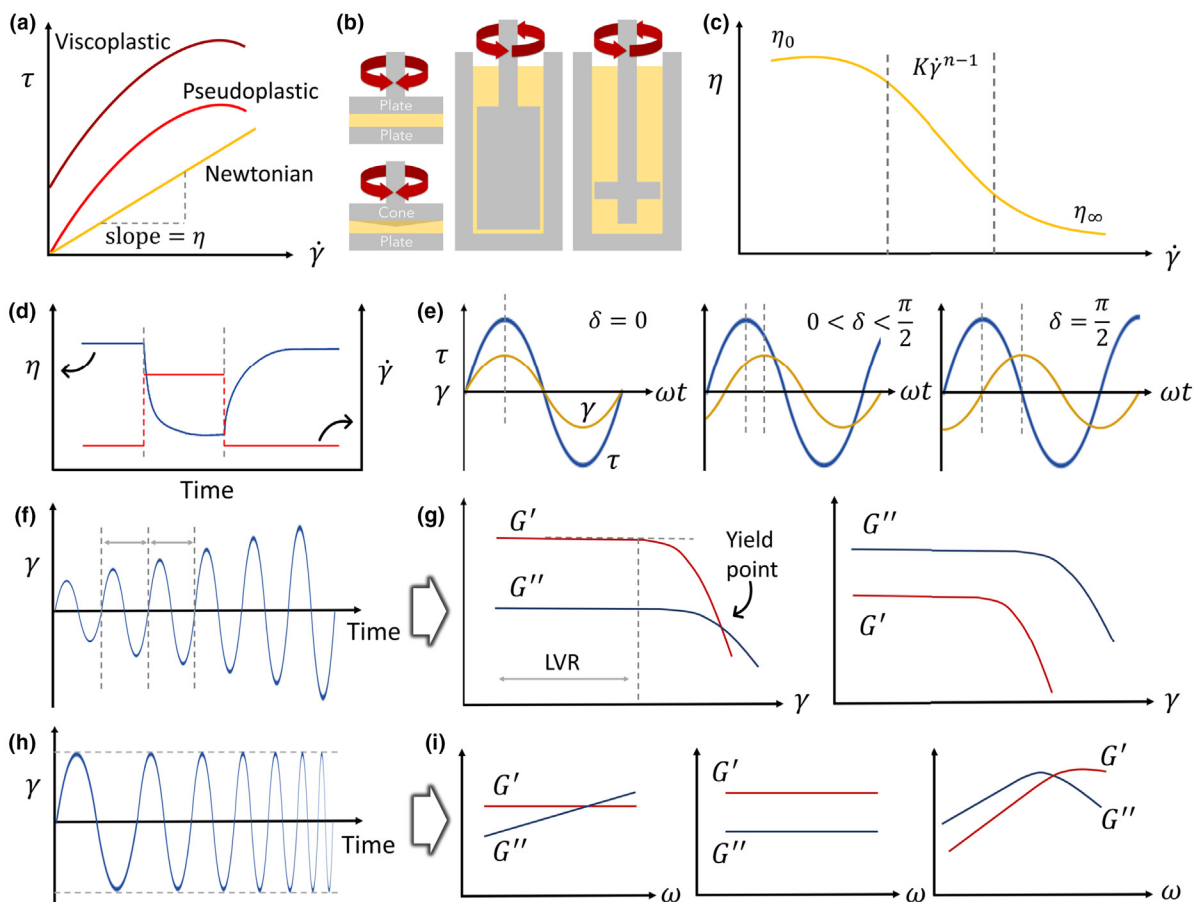 (a)
Viscoplastic
τ
Pseudoplastic
Newtonian
slope = η
γ̇
(b)
Plate
Plate
Cone
Plate
(c)
η₀
Kγ̇ⁿ⁻¹
η
η∞
γ̇
(d)
η
γ̇
Time
(e)
δ = 0
0 < δ < π/2
δ = π/2
τ
γ
ωt
ωt
ωt
γ
τ
(f)
γ
Time
(g)
G′
Yield
point
G″
LVR
γ
G″
G′
γ
(h)
γ
Time
(i)
G′
G″
ω
G′
G″
ω
G′
G″
ω